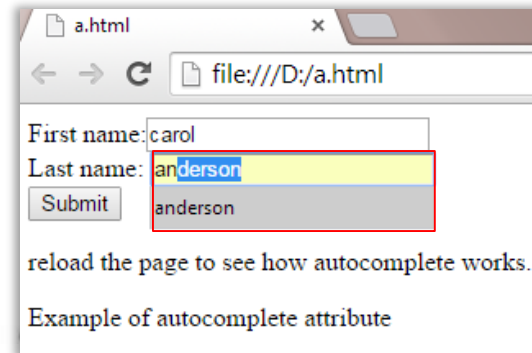 a.html
file:///D:/a.html
First name: carol
Last name: anderson
anderson
Submit
reload the page to see how autocomplete works.
Example of autocomplete attribute